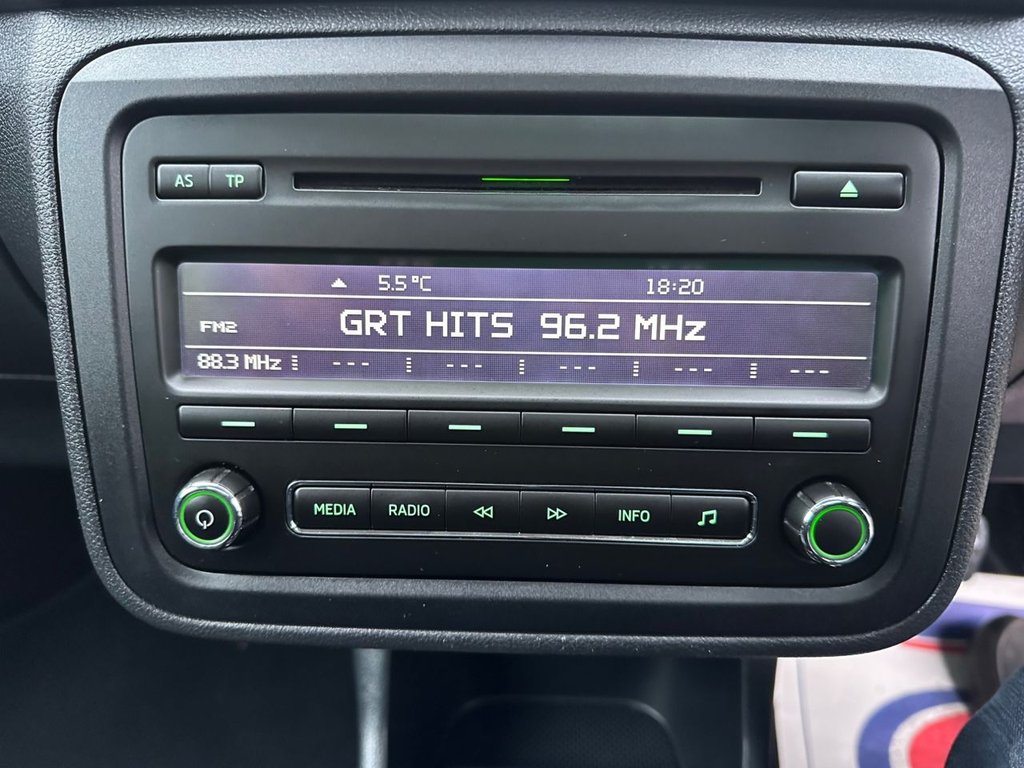 AS TP
5.5°C 18:20
FM2 GRT HITS 96.2 MHz
88.3 MHz --- --- --- --- ---
MEDIA RADIO INFO